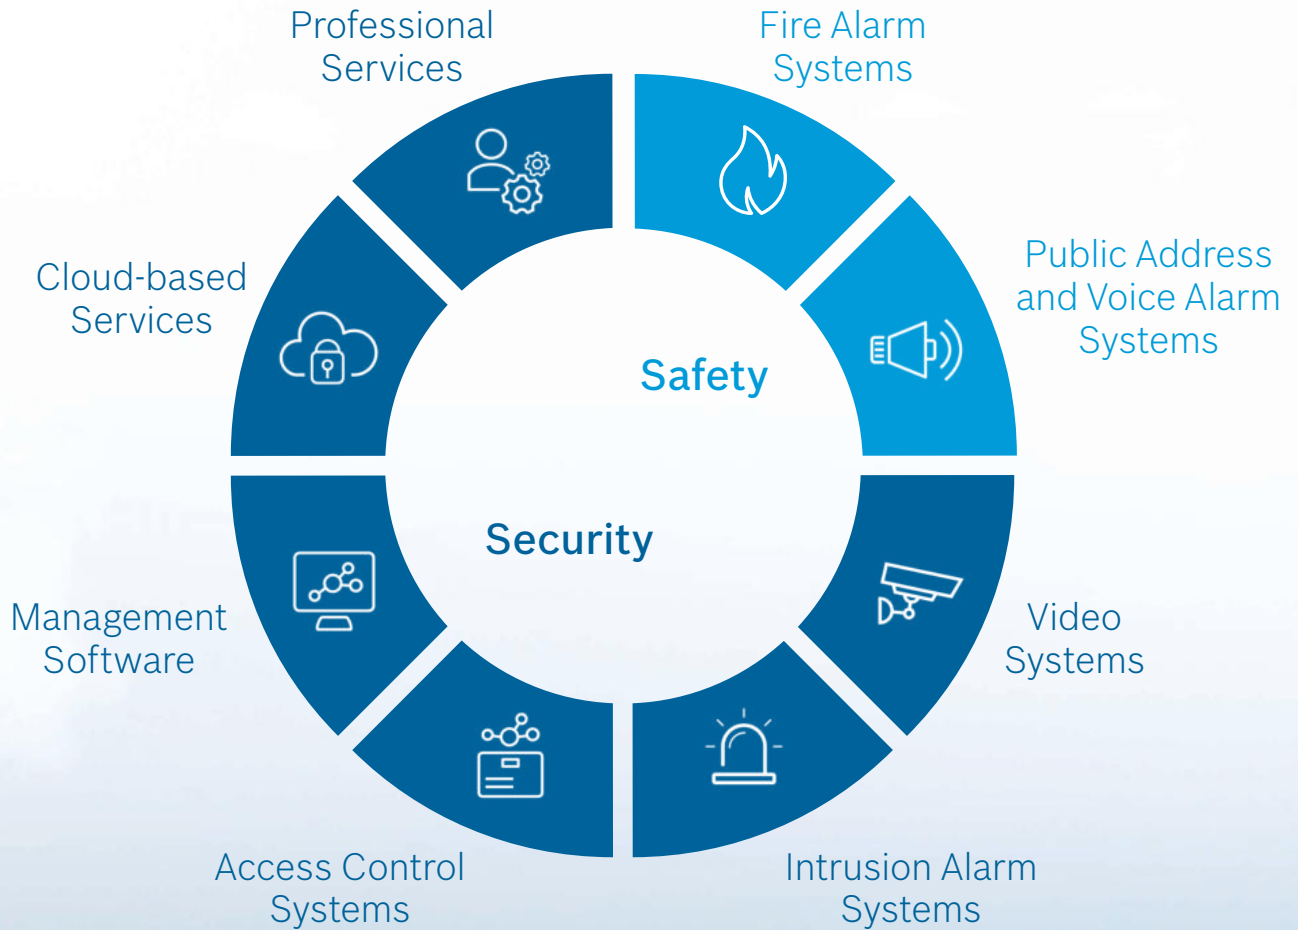 Professional
Services
Fire Alarm
Systems
Public Address
and Voice Alarm
Systems
Cloud-based
Services
Safety
Security
Management
Software
Video
Systems
Access Control
Systems
Intrusion Alarm
Systems